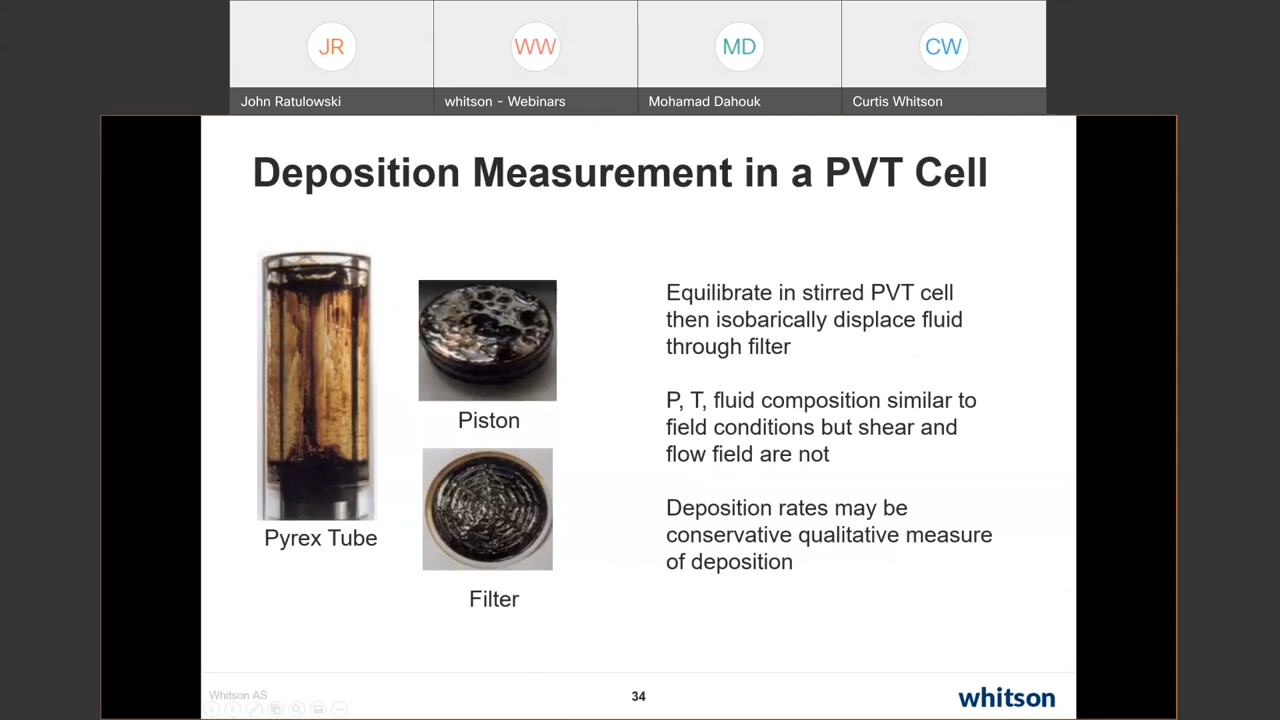 JR
WW
MD
CW
John Ratulowski
whitson - Webinars
Mohamad Dahouk
Curtis Whitson
Deposition Measurement in a PVT Cell
Equilibrate in stirred PVT cell
then isobarically displace fluid
through filter
P, T, fluid composition similar to
field conditions but shear and
flow field are not
Deposition rates may be
conservative qualitative measure
of deposition
Piston
Pyrex Tube
Filter
Whitson AS
34
whitson